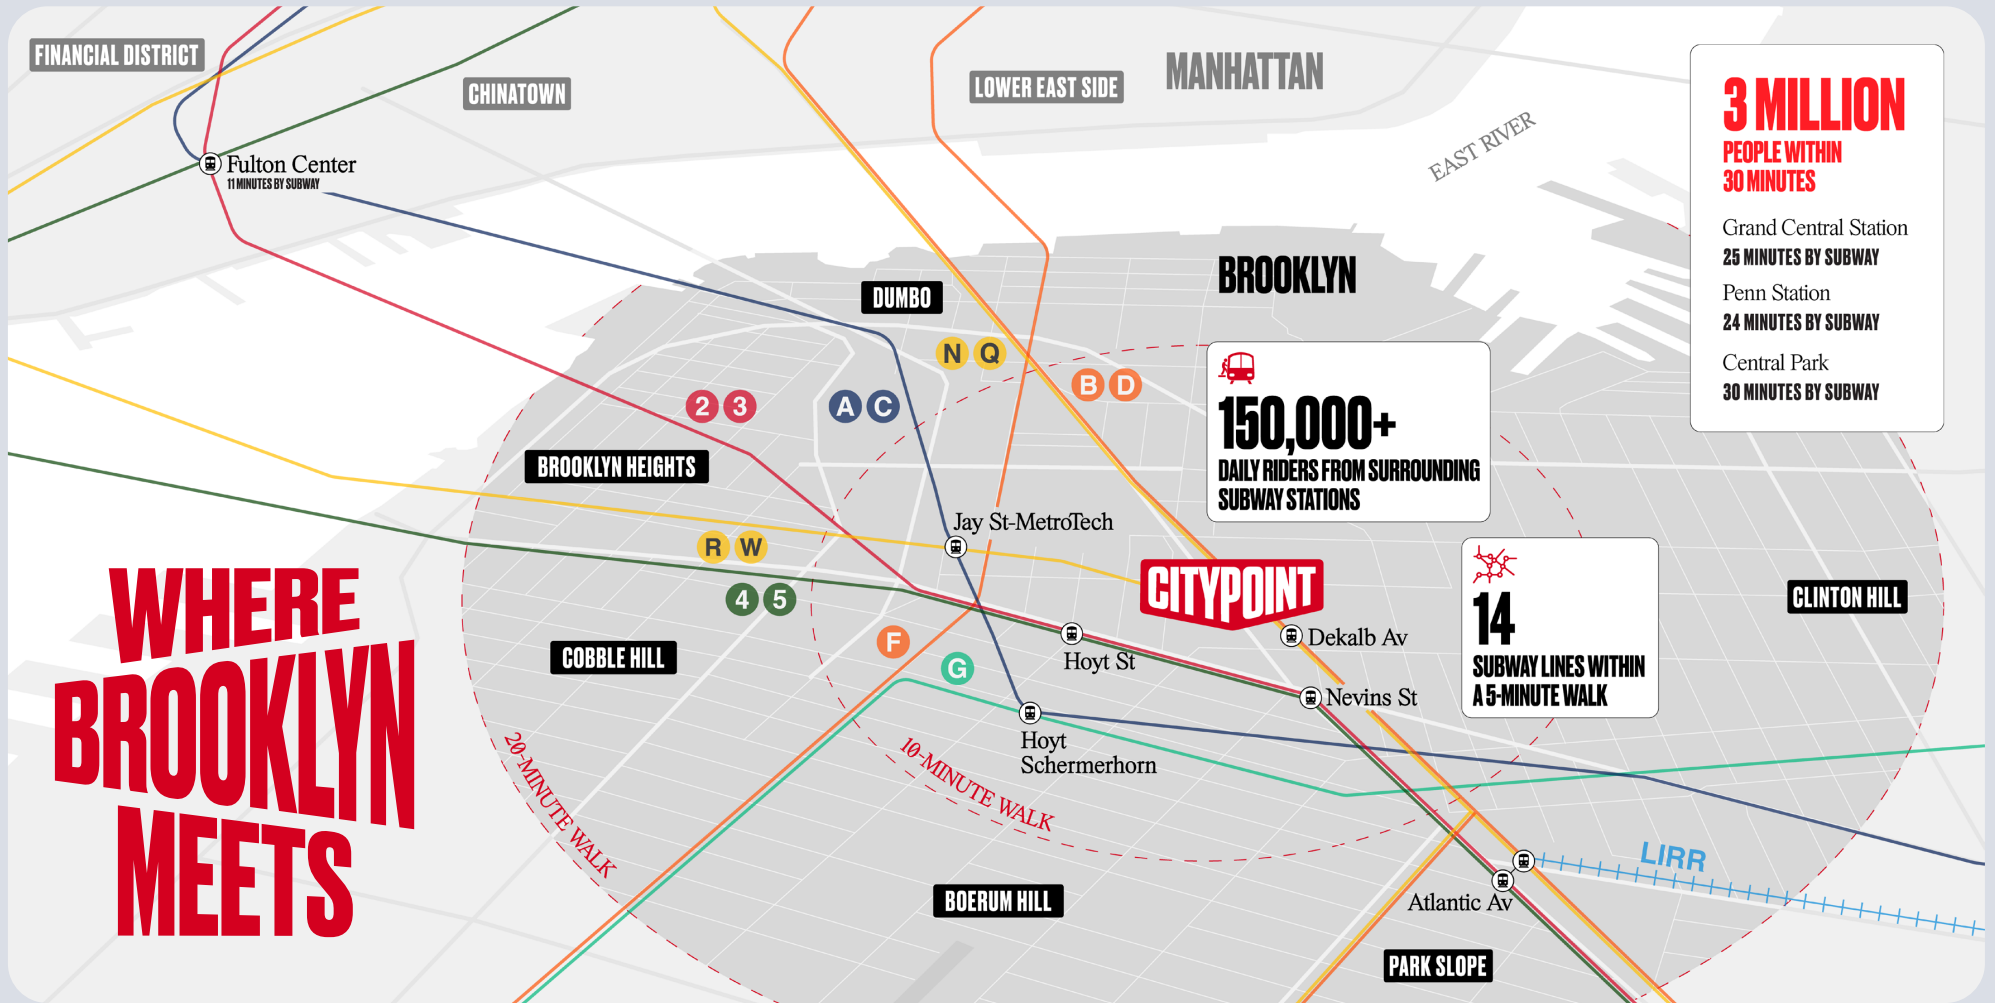 FINANCIAL DISTRICT
CHINATOWN
LOWER EAST SIDE
MANHATTAN
EAST RIVER
Fulton Center
11 MINUTES BY SUBWAY
3 MILLION
PEOPLE WITHIN
30 MINUTES
Grand Central Station
25 MINUTES BY SUBWAY
Penn Station
24 MINUTES BY SUBWAY
Central Park
30 MINUTES BY SUBWAY
DUMBO
BROOKLYN
N Q
B D
2 3
A C
150,000+
DAILY RIDERS FROM SURROUNDING
SUBWAY STATIONS
BROOKLYN HEIGHTS
Jay St-MetroTech
R W
4 5
CITYPOINT
14
SUBWAY LINES WITHIN
A 5-MINUTE WALK
CLINTON HILL
WHERE
BROOKLYN
MEETS
COBBLE HILL
F
G
Hoyt St
Dekalb Av
Nevins St
Hoyt
Schermerhorn
20-MINUTE WALK
10-MINUTE WALK
LIRR
Atlantic Av
BOERUM HILL
PARK SLOPE